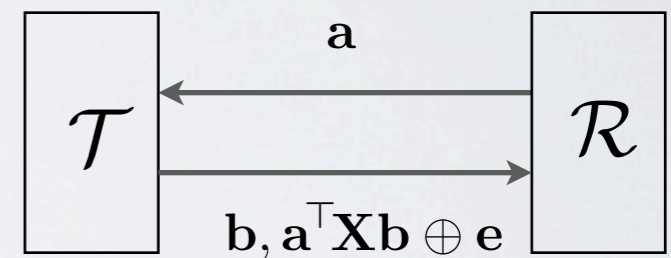 a
𝒯
ℛ
b, a⊤Xb ⊕ e